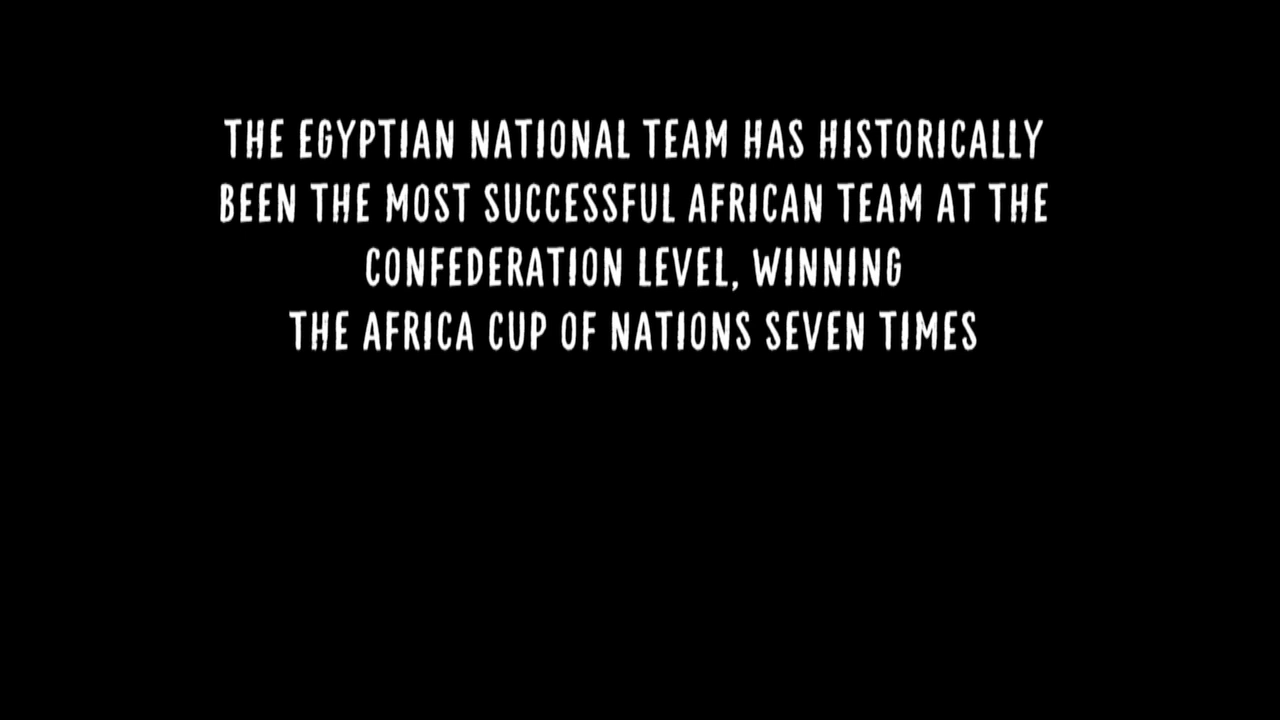 THE EGYPTIAN NATIONAL TEAM HAS HISTORICALLY
BEEN THE MOST SUCCESSFUL AFRICAN TEAM AT THE
CONFEDERATION LEVEL, WINNING
THE AFRICA CUP OF NATIONS SEVEN TIMES